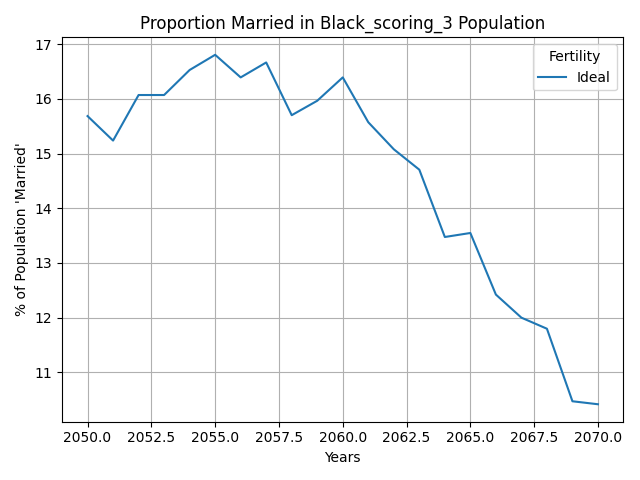 Proportion Married in Black_scoring_3 Population
Fertility
Ideal
% of Population 'Married'
17
16
15
14
13
12
11
2050.0 2052.5 2055.0 2057.5 2060.0 2062.5 2065.0 2067.5 2070.0
Years